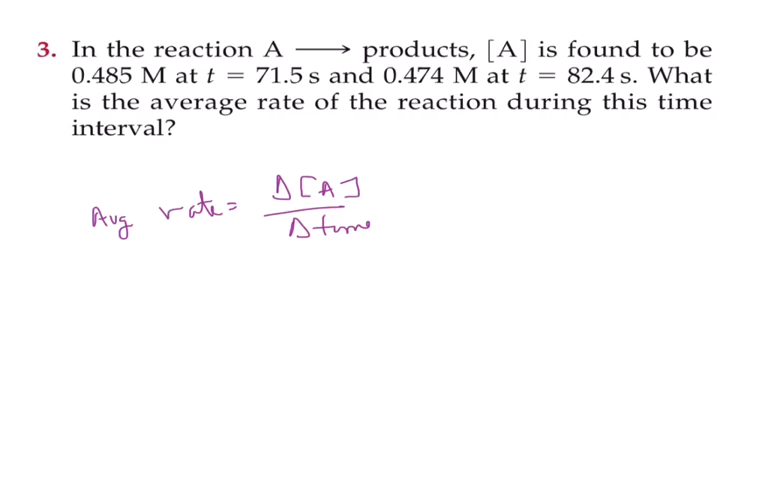 3. In the reaction A ⟶ products, [A] is found to be
0.485 M at t = 71.5 s and 0.474 M at t = 82.4 s. What
is the average rate of the reaction during this time
interval?
Avg rate = Δ[A]
Δtime